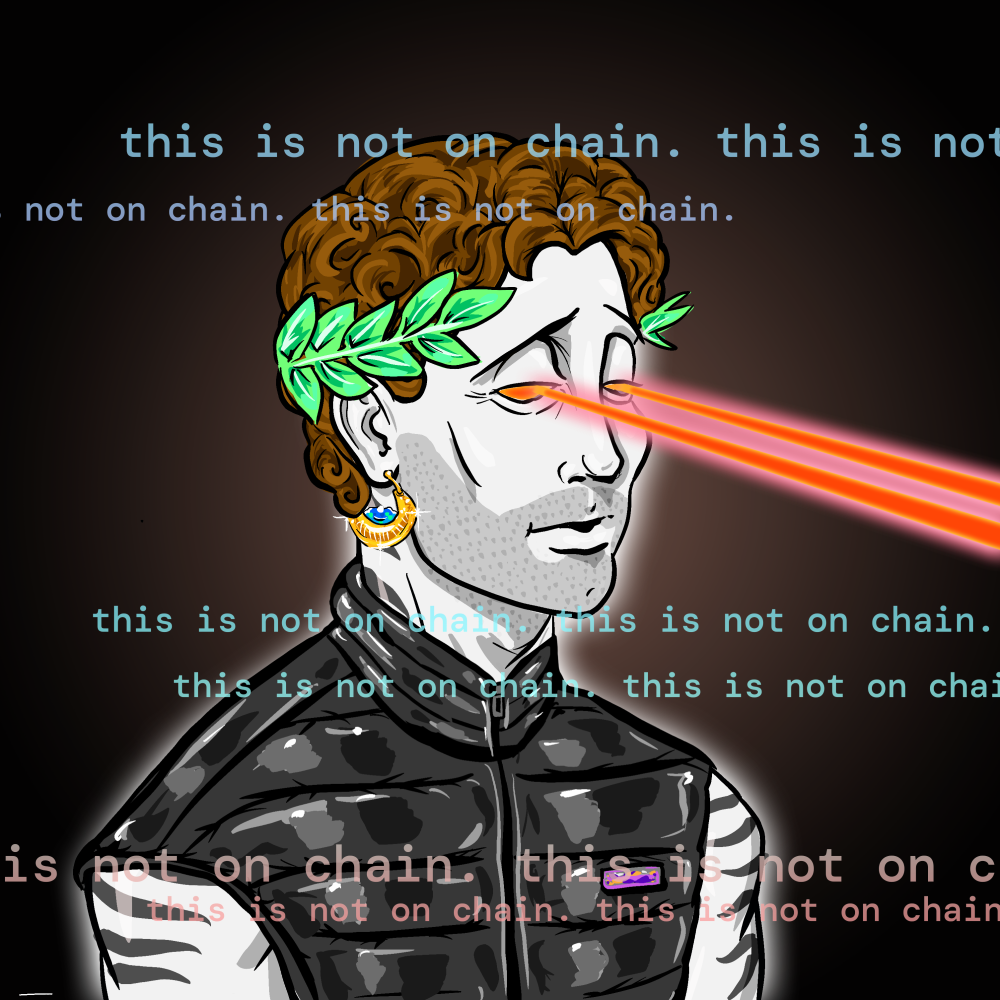 this is not on chain. this is not
not on chain. this is not on chain.
this is not on chain. this is not on chain.
this is not on chain. this is not on chai
is not on chain. this is not on c
this is not on chain. this is not on chain